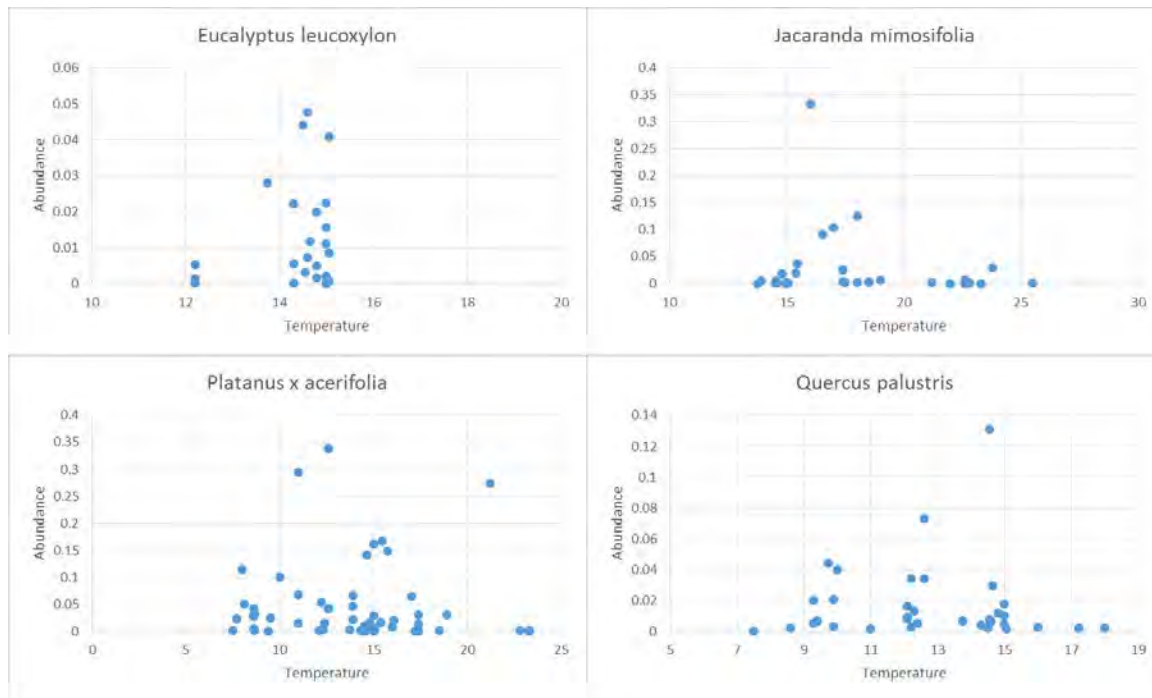 Eucalyptus leucoxylon
0.06
0.05
0.04
0.03
0.02
0.01
0
Abundance
10 12 14 16 18 20
Temperature
Jacaranda mimosifolia
0.4
0.35
0.3
0.25
0.2
0.15
0.1
0.05
0
Abundance
10 15 20 25 30
Temperature
Platanus x acerifolia
0.4
0.35
0.3
0.25
0.2
0.15
0.1
0.05
0
Abundance
0 5 10 15 20 25
Temperature
Quercus palustris
0.14
0.12
0.1
0.08
0.06
0.04
0.02
0
Abundance
5 7 9 11 13 15 17 19
Temperature